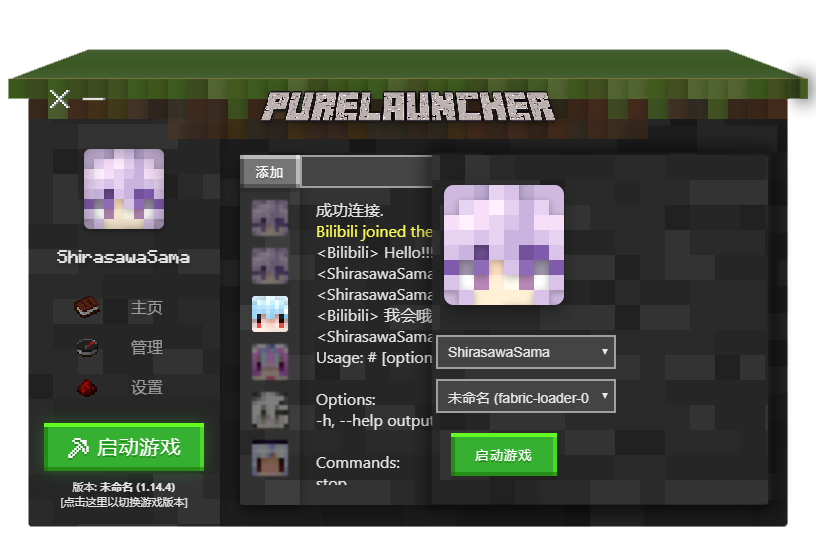 PURELAUNCHER
ShirasawaSama
主页
管理
设置
启动游戏
版本: 未命名 (1.14.4)
[点击这里以切换游戏版本]
添加
成功连接.
Bilibili joined the
<Bilibili> Hello!!!
<ShirasawaSama
<ShirasawaSama
<Bilibili> 我会哦
<ShirasawaSama
Usage: # [option
Options:
-h, --help output
Commands:
stop
ShirasawaSama
未命名 (fabric-loader-0
启动游戏